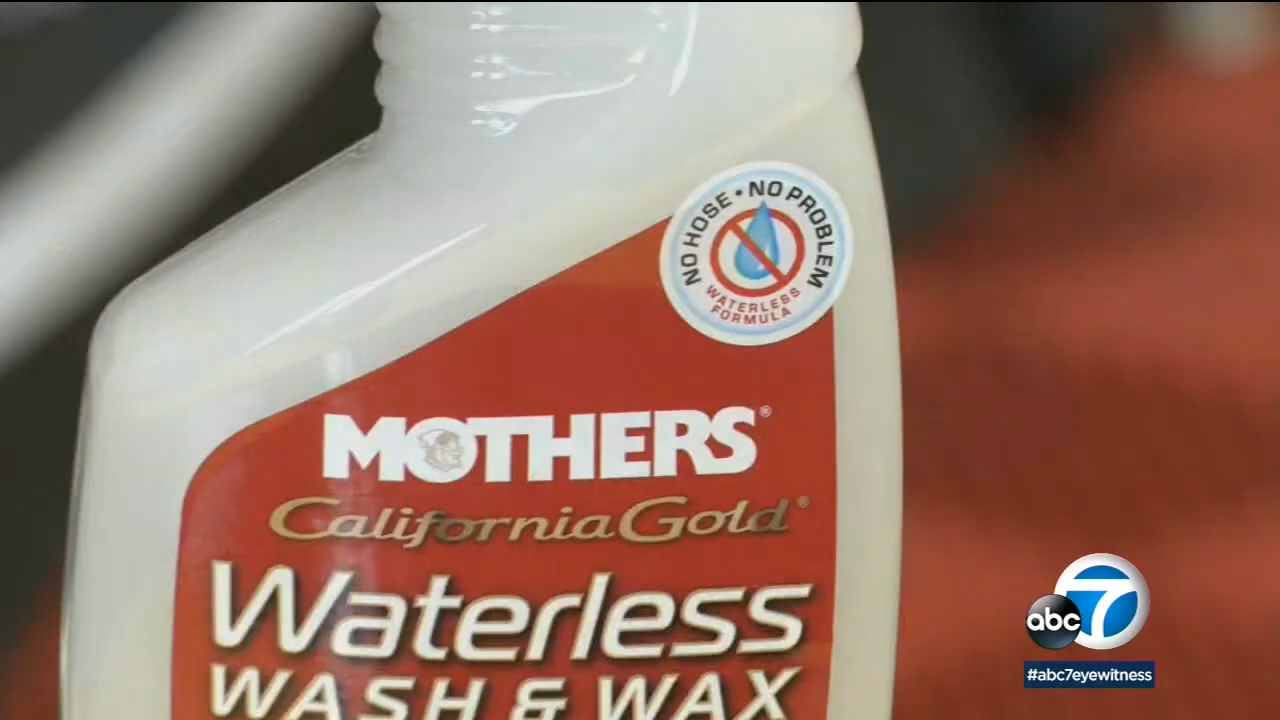 NO HOSE • NO PROBLEM
WATERLESS
FORMULA
MOTHERS®
California Gold®
Waterless
WASH & WAX
abc 7
#abc7eyewitness